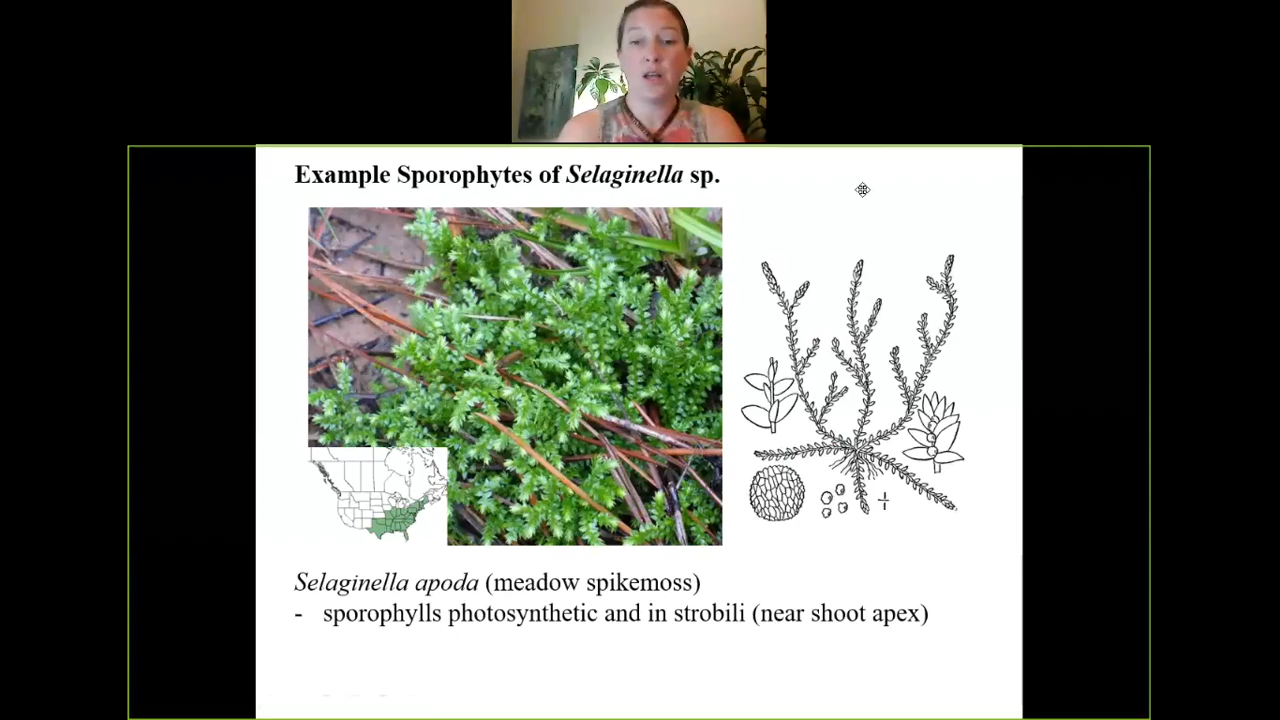 Example Sporophytes of Selaginella sp.
Selaginella apoda (meadow spikemoss)
- sporophylls photosynthetic and in strobili (near shoot apex)